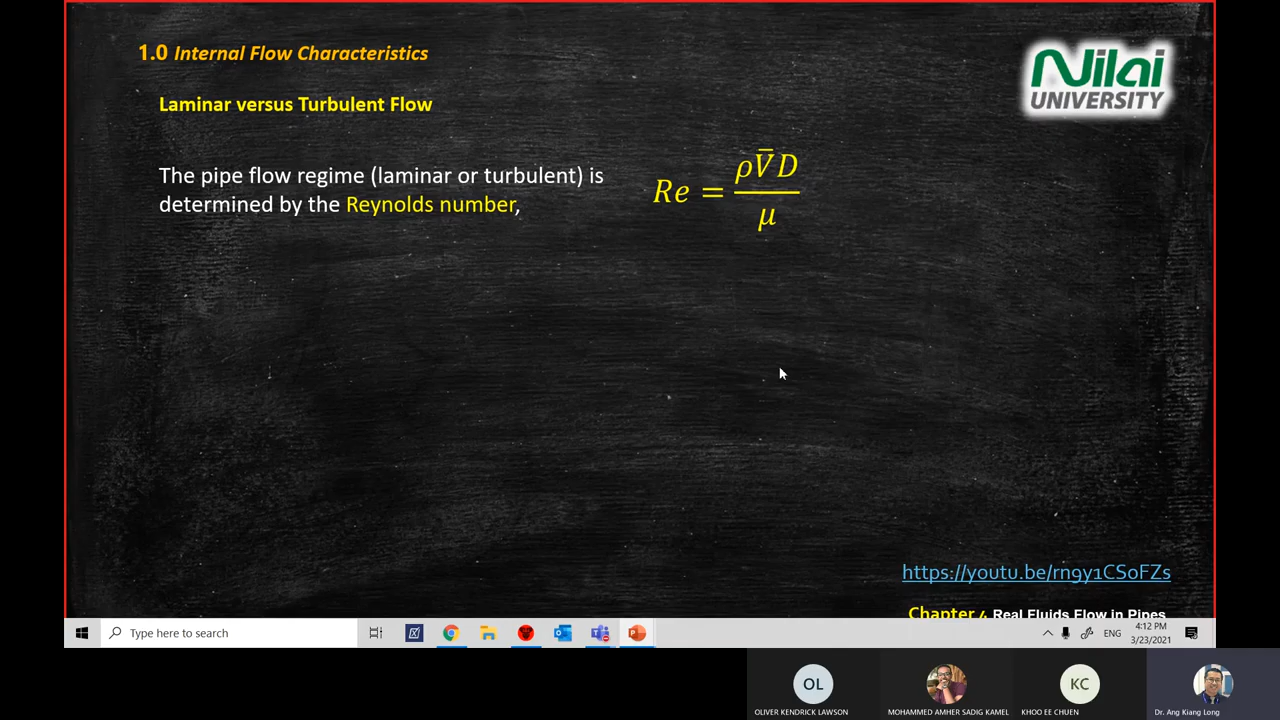 1.0 Internal Flow Characteristics
Nilai
UNIVERSITY
Laminar versus Turbulent Flow
The pipe flow regime (laminar or turbulent) is
determined by the Reynolds number,
Re = ρV̄D / μ
https://youtu.be/rn9y1CSoFZs
Chapter 4 Real Fluids Flow in Pipes
Type here to search
ENG
4:12 PM
3/23/2021
OL
KC
OLIVER KENDRICK LAWSON
MOHAMMED AMHER SADIG KAMEL
KHOO EE CHUEN
Dr. Ang Kiang Long